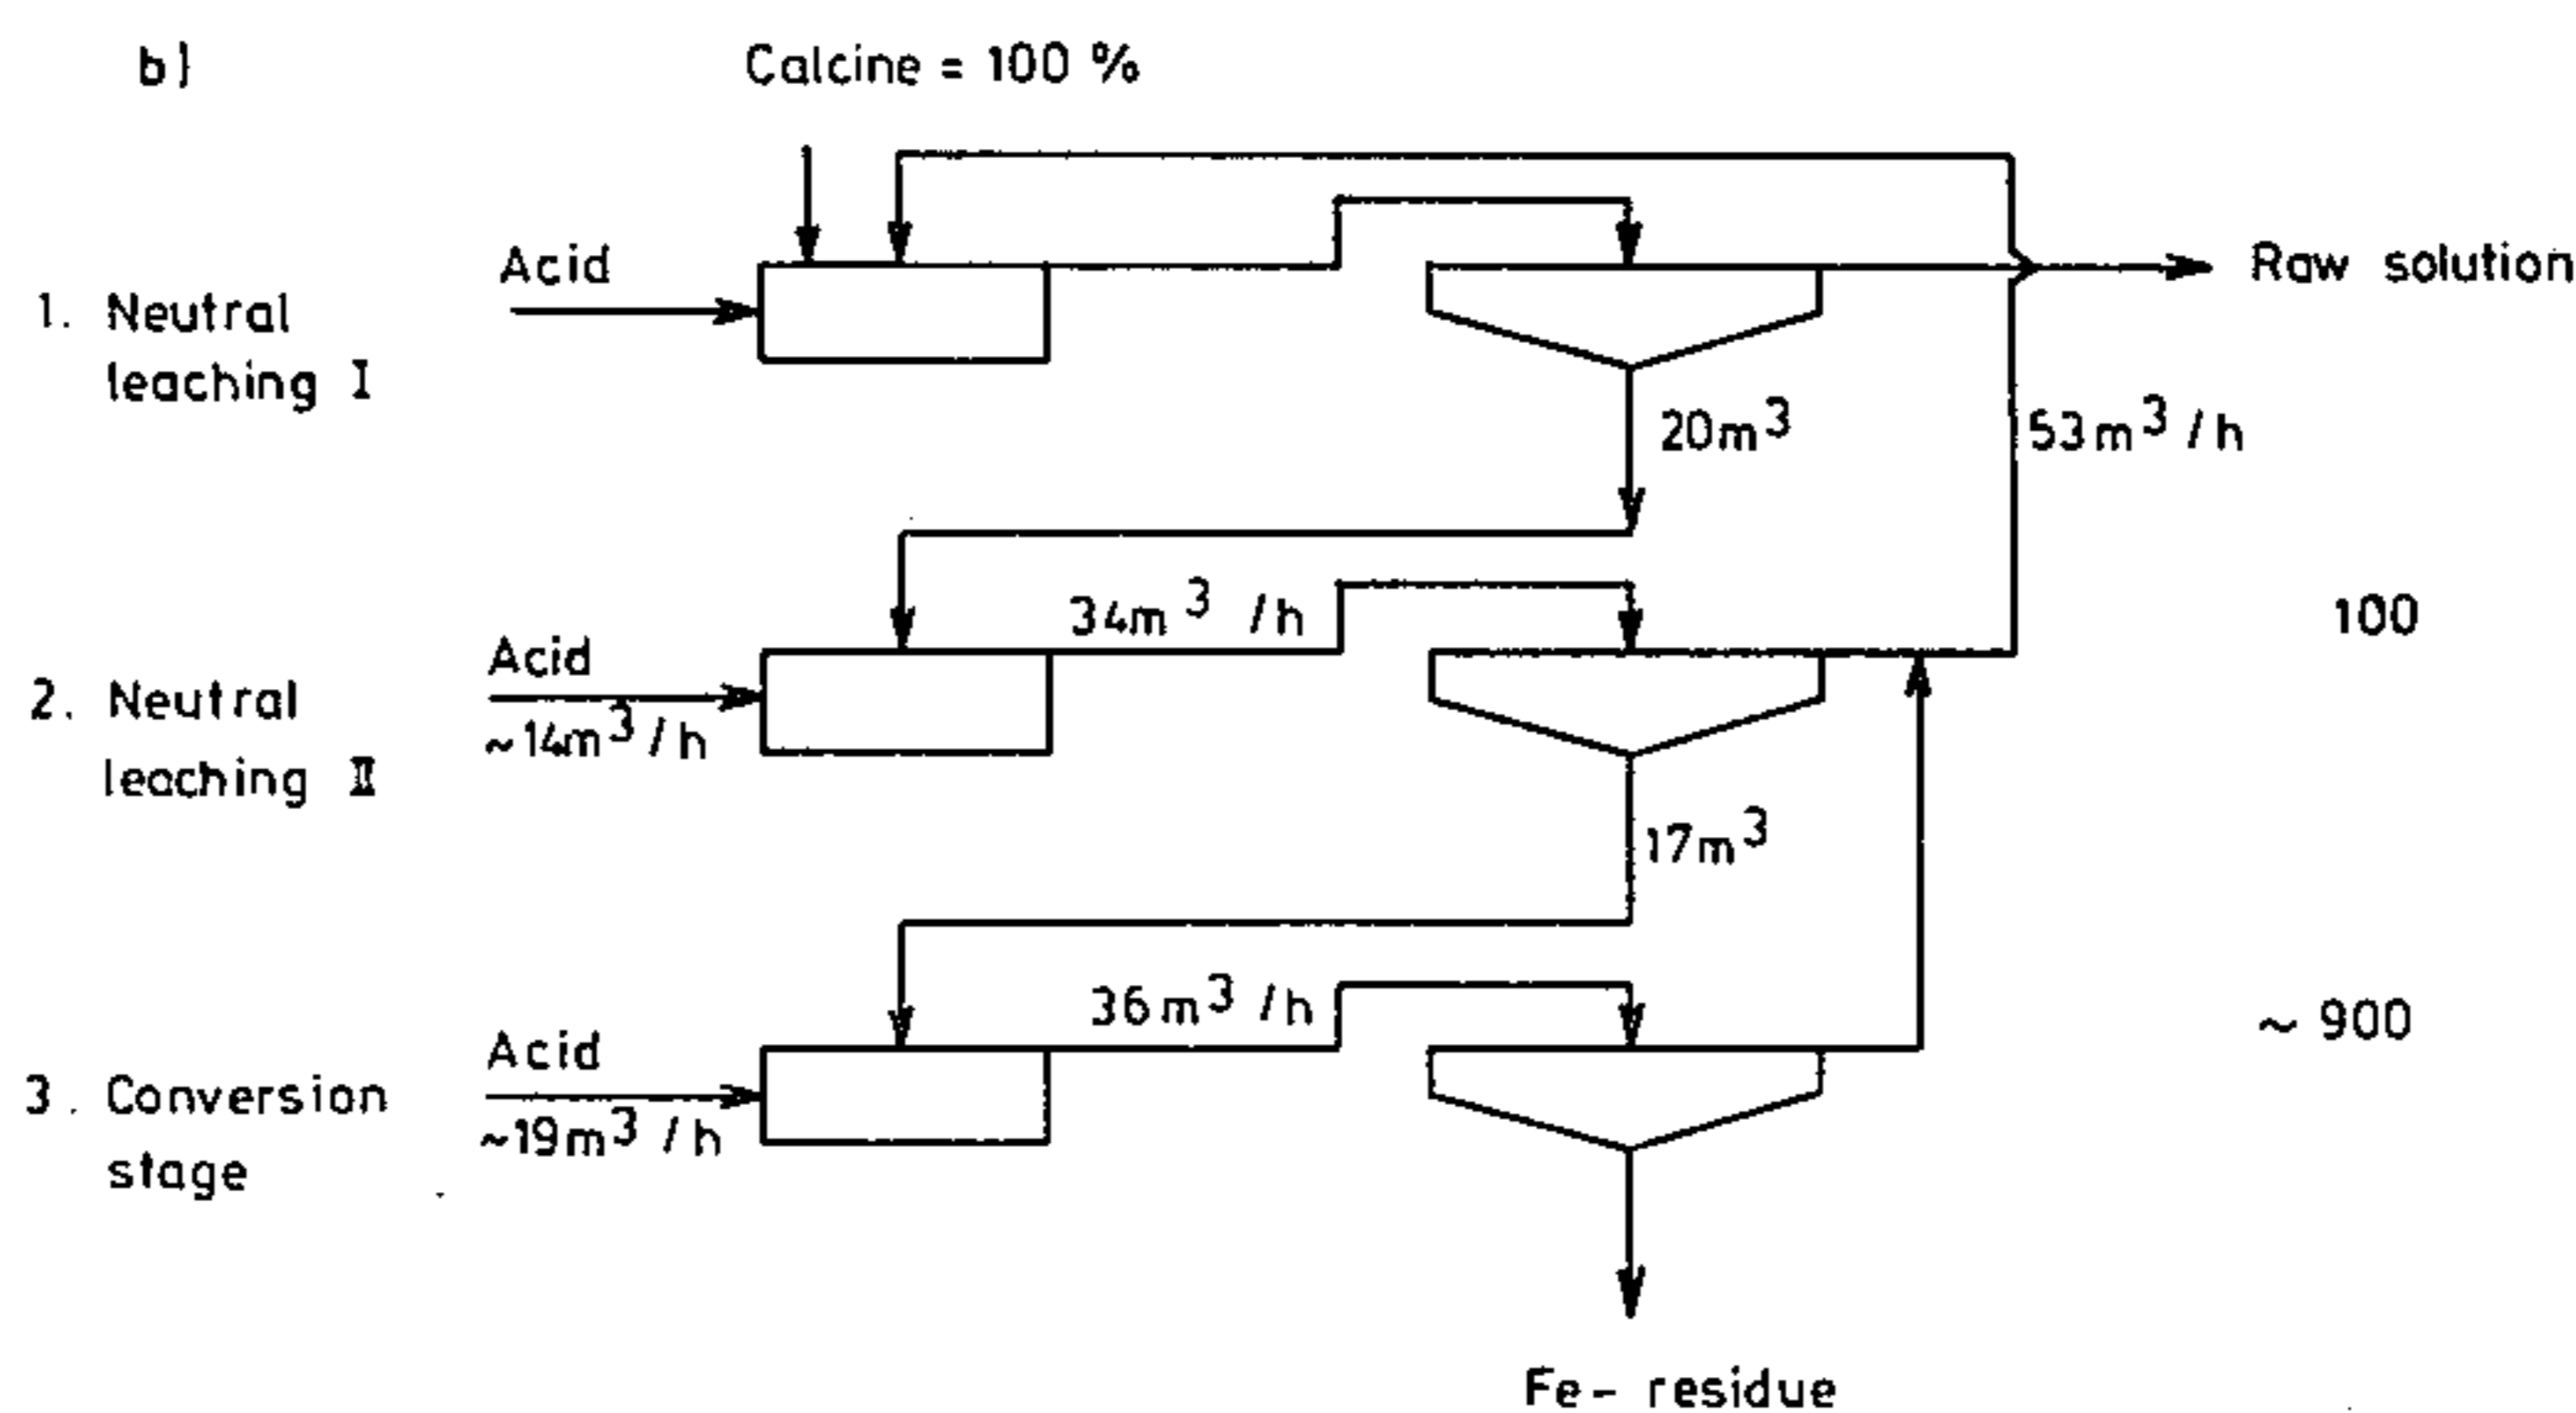 b)
Calcine = 100 %
Acid
Raw solution
1. Neutral
leaching I
20m³
53m³/h
34m³ /h
100
Acid
2. Neutral
~14m³/h
leaching II
17m³
36m³/h
~ 900
Acid
3. Conversion
~19m³/h
stage
Fe- residue